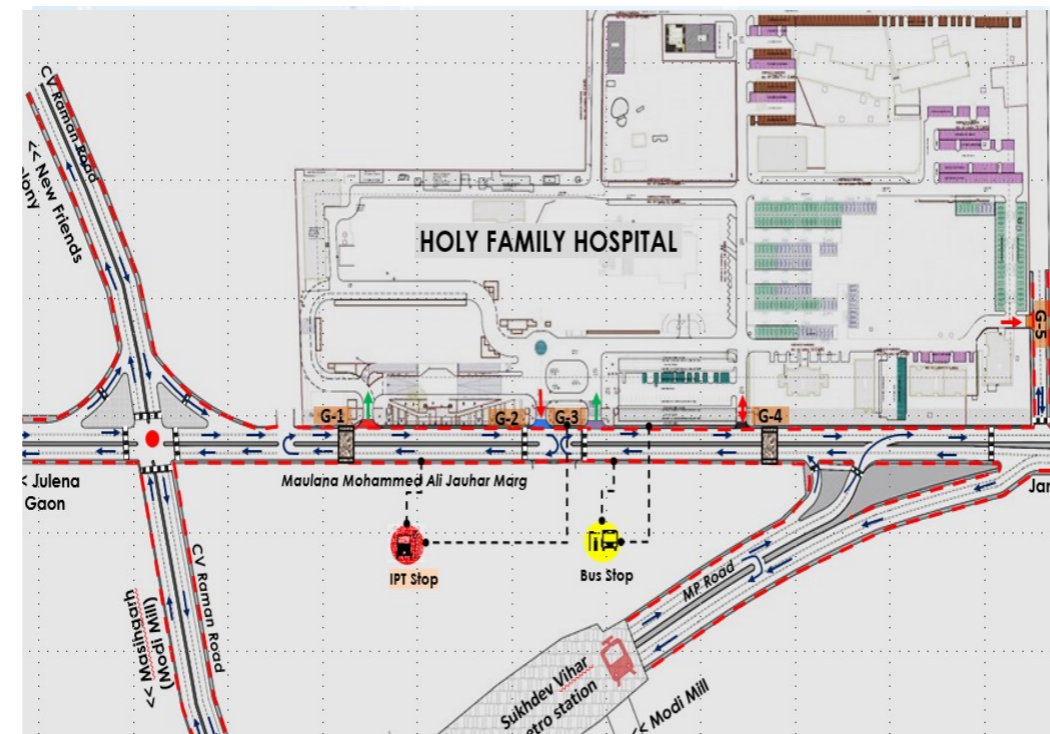 CV Raman Road
<< New Friends
ony
HOLY FAMILY HOSPITAL
G-1
G-2
G-3
G-4
G-5
< Julena
Gaon
Maulana Mohammed Ali Jauhar Marg
Jar
IPT Stop
Bus Stop
MP Road
CV Raman Road
<< Masihgarh
(Modi Mill)
Sukhdev Vihar
etro station
< Modi Mill